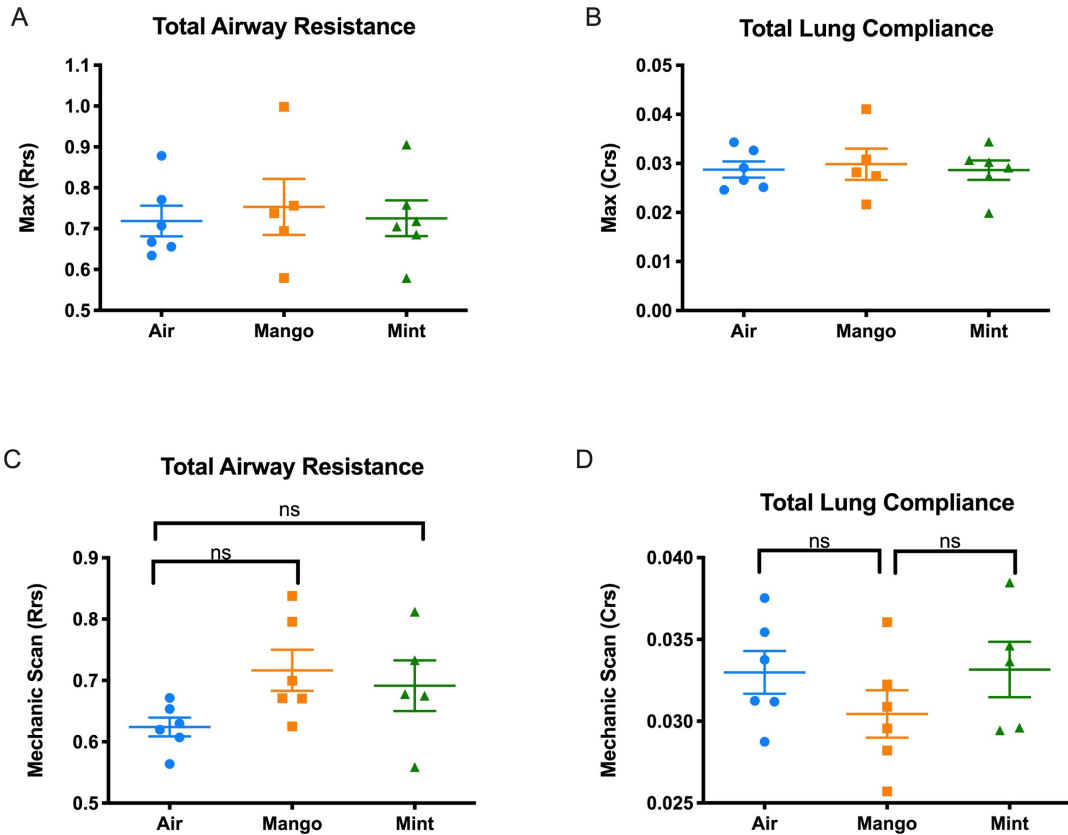 A
Total Airway Resistance
Max (Rrs)
1.1
1.0
0.9
0.8
0.7
0.6
0.5
Air Mango Mint
B
Total Lung Compliance
Max (Crs)
0.05
0.04
0.03
0.02
0.01
0.00
Air Mango Mint
C
Total Airway Resistance
ns
ns
Mechanic Scan (Rrs)
0.9
0.8
0.7
0.6
0.5
Air Mango Mint
D
Total Lung Compliance
ns ns
Mechanic Scan (Crs)
0.040
0.035
0.030
0.025
Air Mango Mint